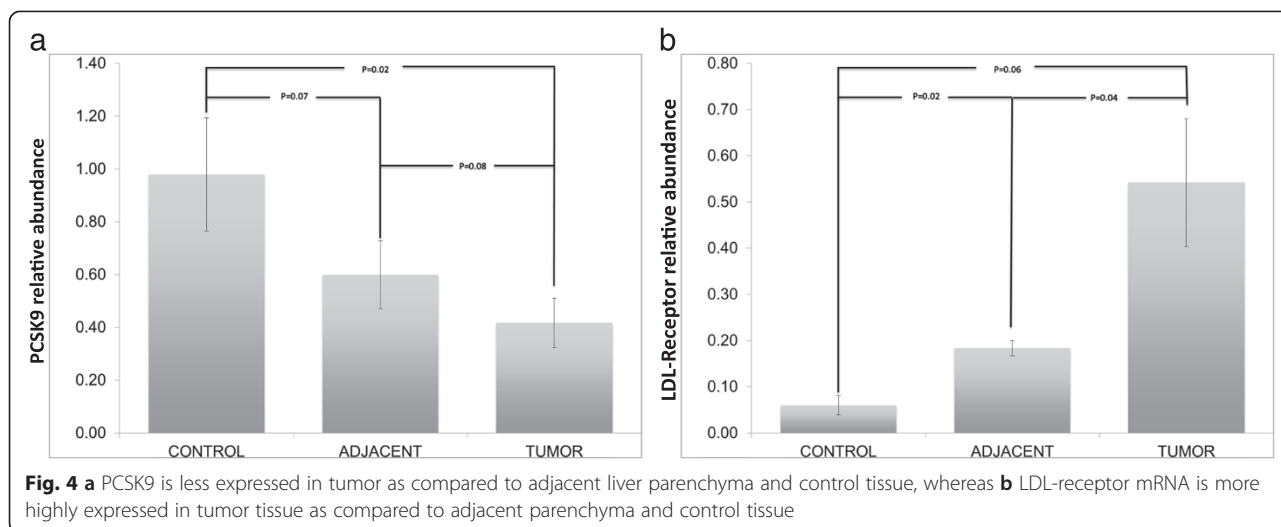 a
1.40
1.20
1.00
0.80
0.60
0.40
0.20
0.00
PCSK9 relative abundance
P=0.02
P=0.07
P=0.08
CONTROL ADJACENT TUMOR
b
0.80
0.70
0.60
0.50
0.40
0.30
0.20
0.10
0.00
LDL-Receptor relative abundance
P=0.06
P=0.02
P=0.04
CONTROL ADJACENT TUMOR
Fig. 4 a PCSK9 is less expressed in tumor as compared to adjacent liver parenchyma and control tissue, whereas b LDL-receptor mRNA is more
highly expressed in tumor tissue as compared to adjacent parenchyma and control tissue